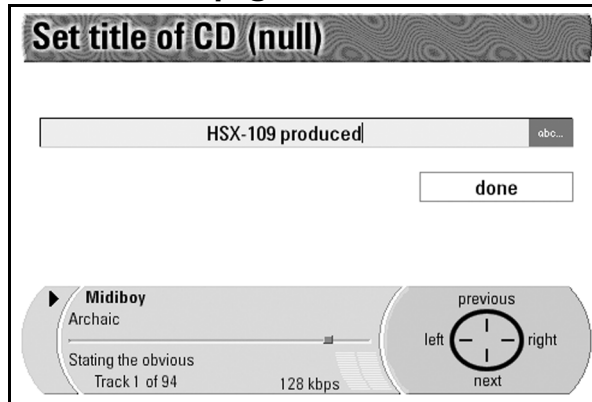 Set title of CD (null)
HSX-109 produced
abc...
done
Midiboy
Archaic
Stating the obvious
Track 1 of 94
128 kbps
previous
left
right
next